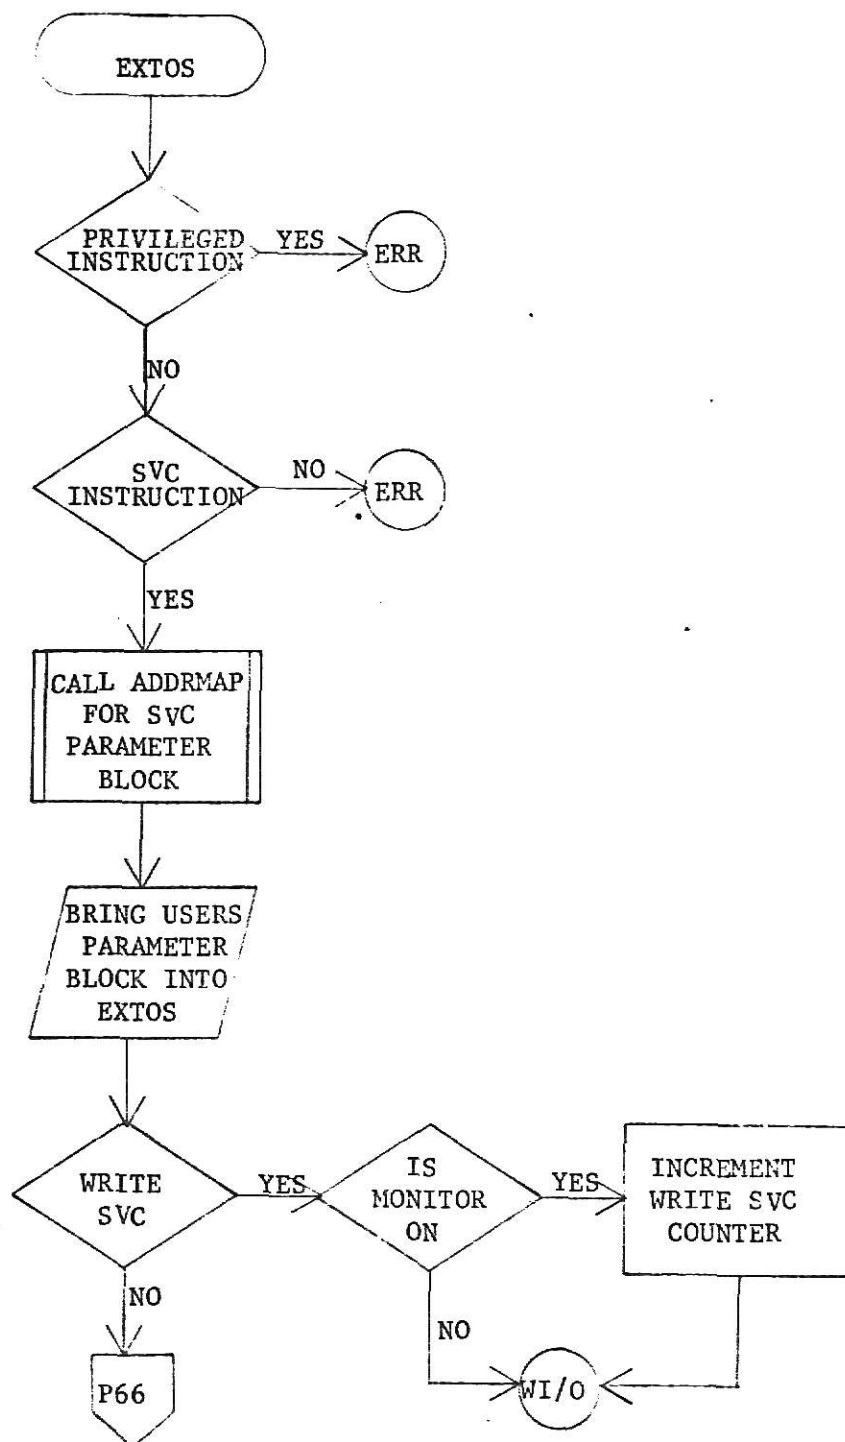 EXTOS
PRIVILEGED
INSTRUCTION
YES
ERR
NO
SVC
INSTRUCTION
NO
ERR
YES
CALL ADDRMAP
FOR SVC
PARAMETER
BLOCK
BRING USERS
PARAMETER
BLOCK INTO
EXTOS
WRITE
SVC
YES
IS
MONITOR
ON
YES
INCREMENT
WRITE SVC
COUNTER
NO
NO
P66
WI/O